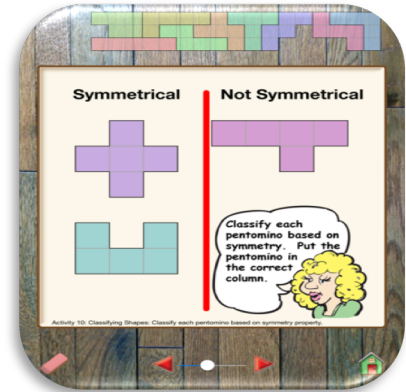 Symmetrical
Not Symmetrical
Classify each
pentomino based on
symmetry. Put the
pentomino in
the correct
column.
Activity 10: Classifying Shapes: Classify each pentomino based on symmetry property.